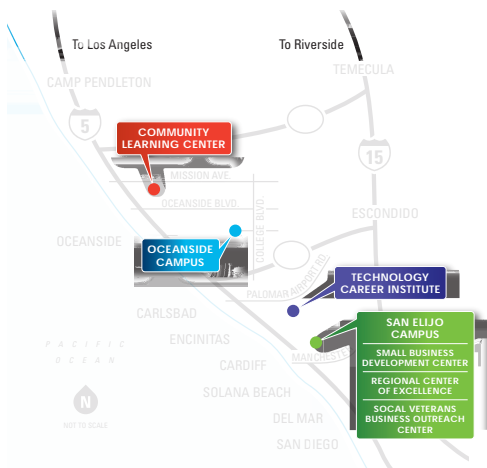 To Los Angeles
To Riverside
TEMECULA
CAMP PENDLETON
5
COMMUNITY
LEARNING CENTER
15
MISSION AVE.
OCEANSIDE BLVD.
COLLEGE BLVD.
ESCONDIDO
OCEANSIDE
OCEANSIDE
CAMPUS
PALOMAR AIRPORT RD.
TECHNOLOGY
CAREER INSTITUTE
CARLSBAD
SAN ELIJO
CAMPUS
ENCINITAS
PACIFIC
OCEAN
MANCHESTER
SMALL BUSINESS
DEVELOPMENT CENTER
CARDIFF
REGIONAL CENTER
OF EXCELLENCE
SOLANA BEACH
N
SOCAL VETERANS
BUSINESS OUTREACH
CENTER
DEL MAR
NOT TO SCALE
SAN DIEGO